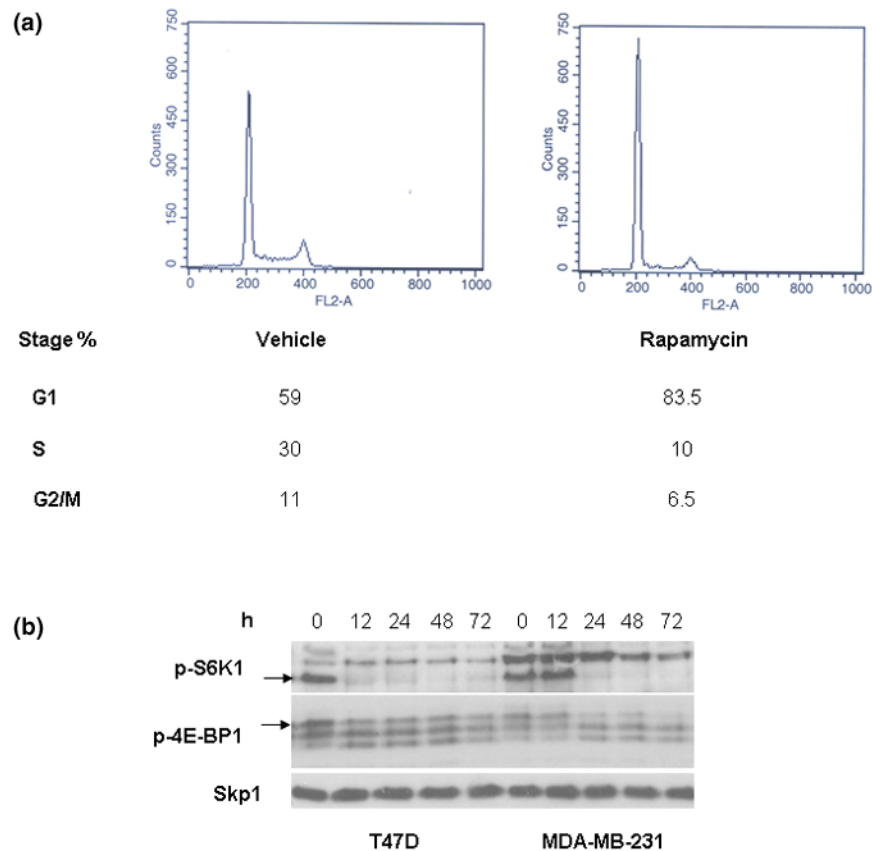 (a)
750
600
450
300
150
0
Counts
0 200 400 600 800 1000
FL2-A
750
600
450
300
150
0
Counts
0 200 400 600 800 1000
FL2-A
Stage % Vehicle Rapamycin
G1 59 83.5
S 30 10
G2/M 11 6.5
(b)
h 0 12 24 48 72 0 12 24 48 72
p-S6K1
p-4E-BP1
Skp1
T47D MDA-MB-231